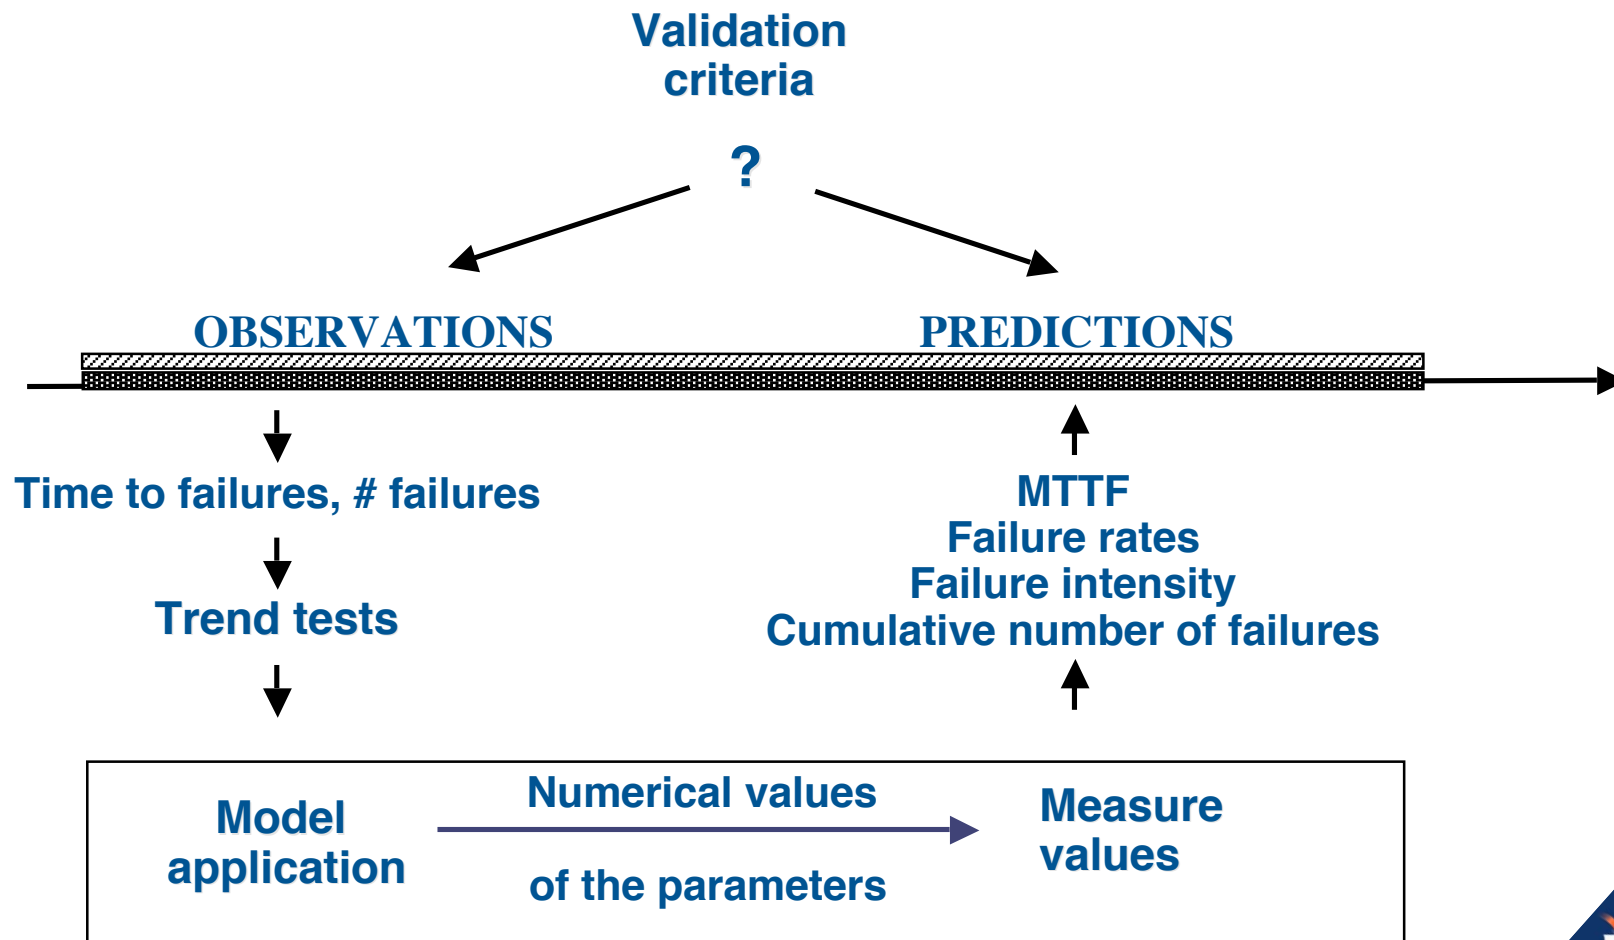 Validation
criteria
?
OBSERVATIONS
PREDICTIONS
Time to failures, # failures
Trend tests
MTTF
Failure rates
Failure intensity
Cumulative number of failures
Model
application
Numerical values
of the parameters
Measure
values